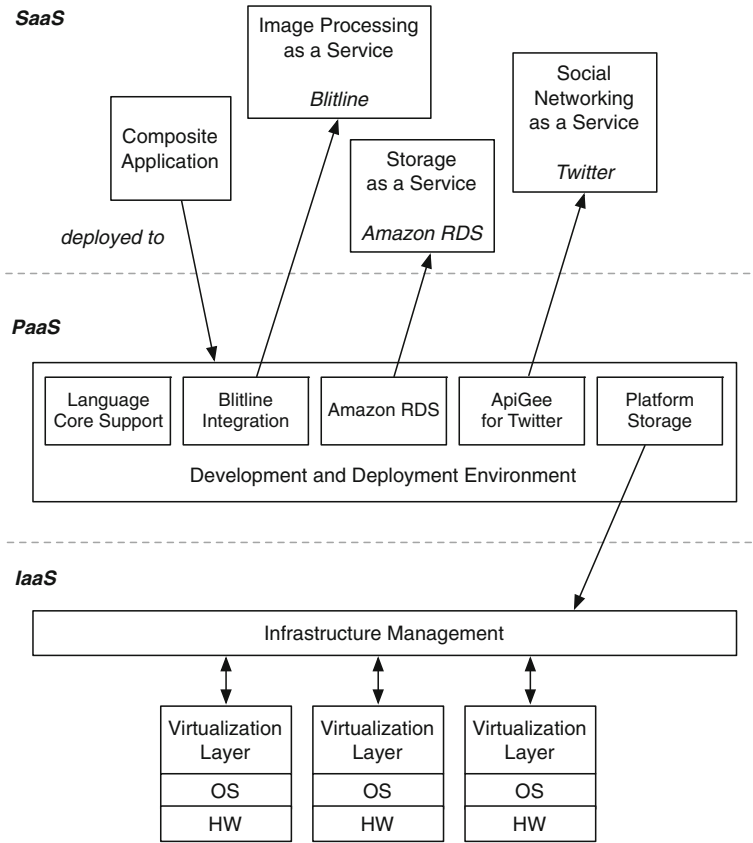 SaaS
Image Processing
as a Service
Blitline
Social
Networking
as a Service
Twitter
Composite
Application
Storage
as a Service
Amazon RDS
deployed to
PaaS
Language
Core Support
Blitline
Integration
Amazon RDS
ApiGee
for Twitter
Platform
Storage
Development and Deployment Environment
IaaS
Infrastructure Management
Virtualization
Layer
OS
HW
Virtualization
Layer
OS
HW
Virtualization
Layer
OS
HW